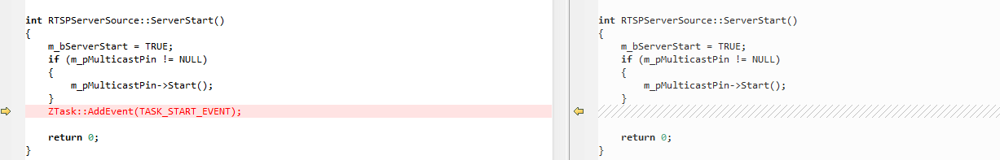 int RTSPServerSource::ServerStart()
{
m_bServerStart = TRUE;
if (m_pMulticastPin != NULL)
{
m_pMulticastPin->Start();
}
ZTask::AddEvent(TASK_START_EVENT);
return 0;
}
int RTSPServerSource::ServerStart()
{
m_bServerStart = TRUE;
if (m_pMulticastPin != NULL)
{
m_pMulticastPin->Start();
}
return 0;
}